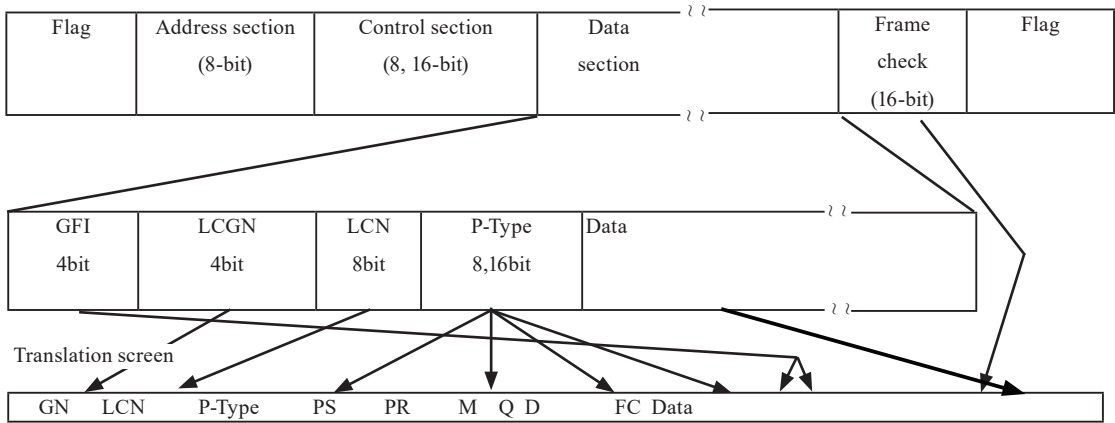 Flag
Address section
(8-bit)
Control section
(8, 16-bit)
Data
section
Frame
check
(16-bit)
Flag
GFI
4bit
LCGN
4bit
LCN
8bit
P-Type
8,16bit
Data
Translation screen
GN LCN P-Type PS PR M Q D FC Data